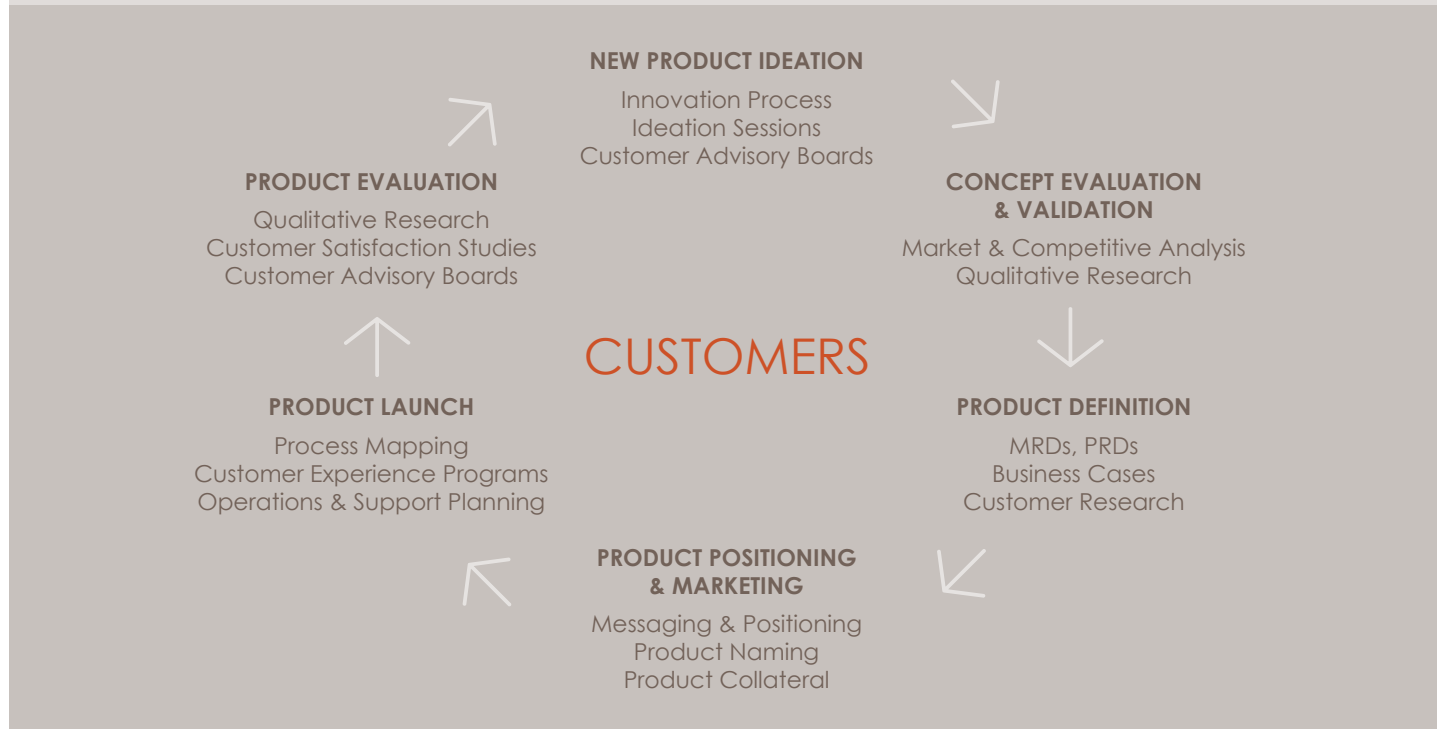 NEW PRODUCT IDEATION
Innovation Process
Ideation Sessions
Customer Advisory Boards
CONCEPT EVALUATION
& VALIDATION
Market & Competitive Analysis
Qualitative Research
PRODUCT DEFINITION
MRDs, PRDs
Business Cases
Customer Research
PRODUCT POSITIONING
& MARKETING
Messaging & Positioning
Product Naming
Product Collateral
PRODUCT LAUNCH
Process Mapping
Customer Experience Programs
Operations & Support Planning
PRODUCT EVALUATION
Qualitative Research
Customer Satisfaction Studies
Customer Advisory Boards
CUSTOMERS